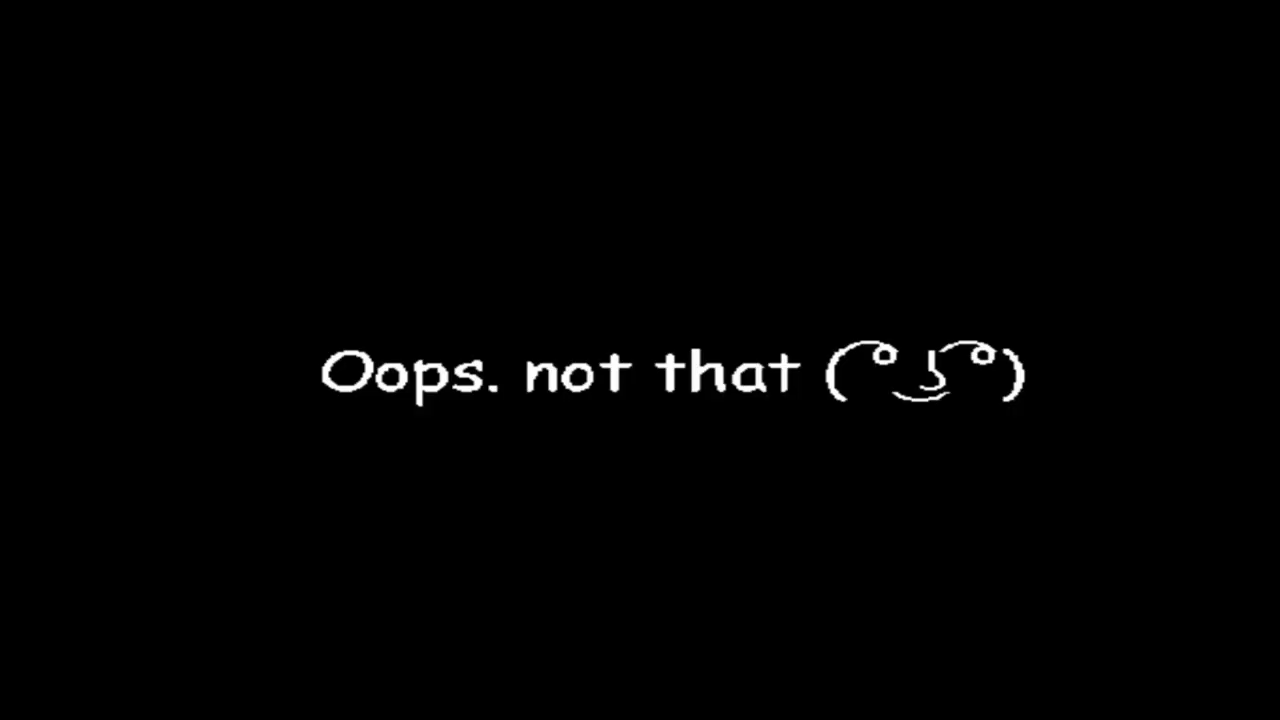 Oops. not that ( ͡° ͜ʖ ͡°)